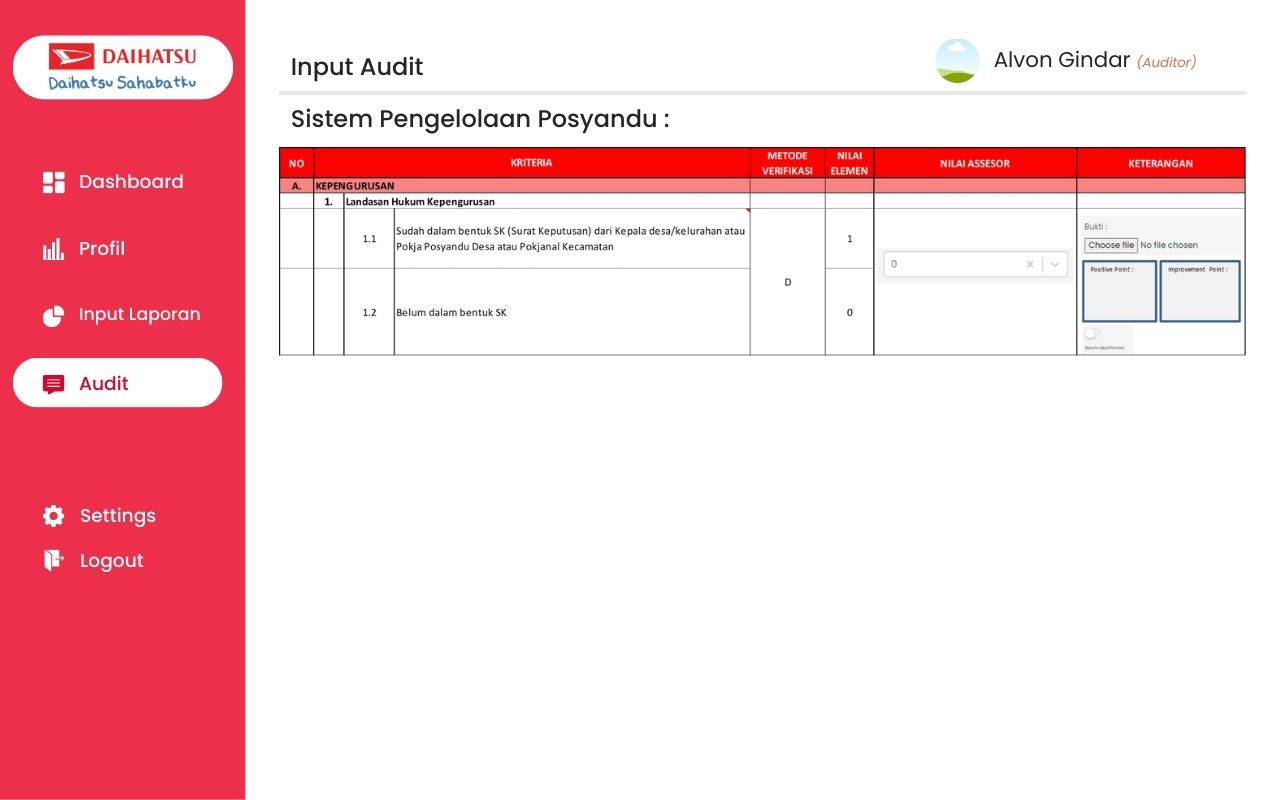 DAIHATSU
Daihatsu Sahabatku
Dashboard
Profil
Input Laporan
Audit
Settings
Logout
Input Audit
Alvon Gindar (Auditor)
Sistem Pengelolaan Posyandu :
NO
KRITERIA
METODE
VERIFIKASI
NILAI
ELEMEN
NILAI ASSESOR
KETERANGAN
A. KEPENGURUSAN
1. Landasan Hukum Kepengurusan
1.1
Sudah dalam bentuk SK (Surat Keputusan) dari Kepala desa/kelurahan atau
Pokja Posyandu Desa atau Pokjanal Kecamatan
1
1.2 Belum dalam bentuk SK
D
0
0
Bukti :
Choose file No file chosen
Positive Point :
Improvement Point :
Belum dikonfirmasi